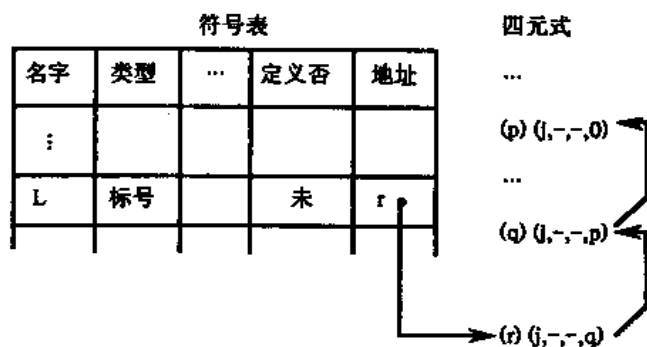 符号表
四元式
名字 类型 … 定义否 地址
…
⋮
(p) (j,-,-,0)
…
L 标号 未 r
(q) (j,-,-,p)
(r) (j,-,-,q)